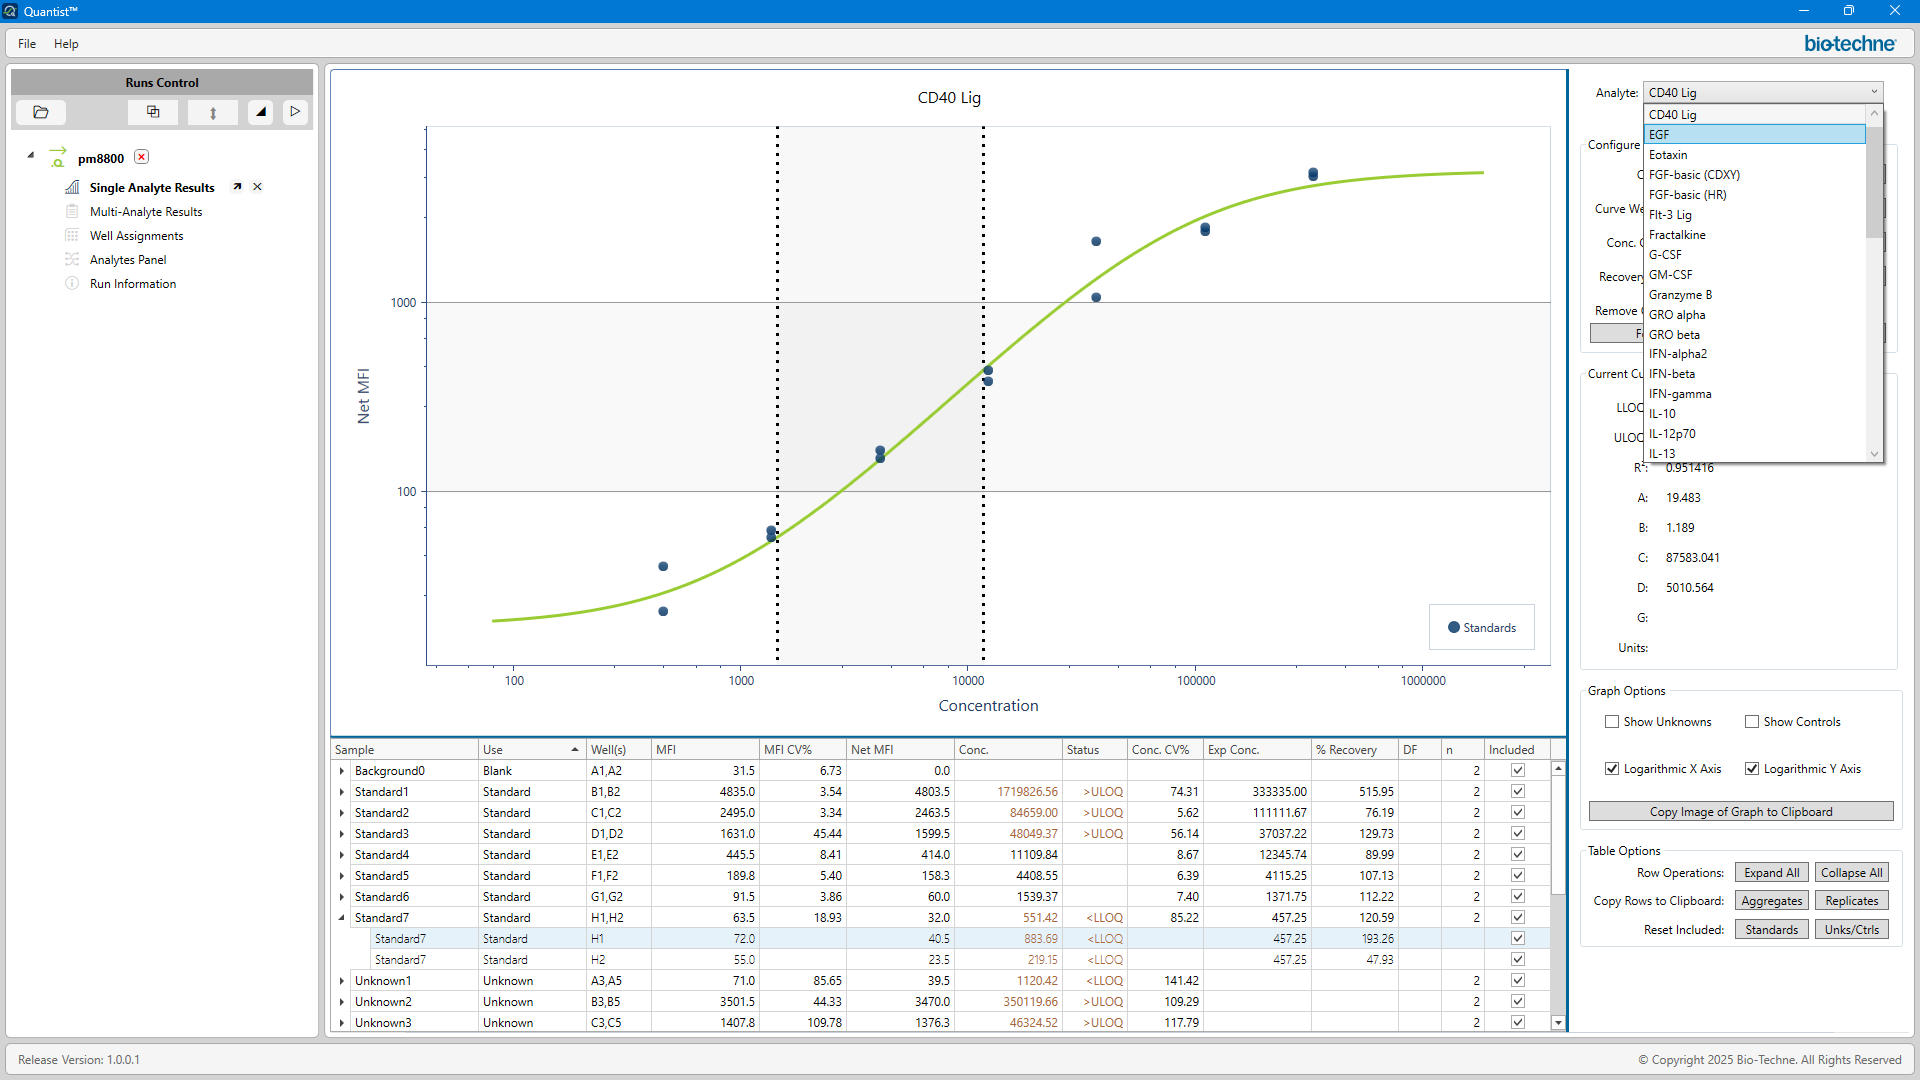 Quantist™
File Help
bio-techne
Runs Control
pm8800
Single Analyte Results
Multi-Analyte Results
Well Assignments
Analytes Panel
Run Information
CD40 Lig
Net MFI
1000
100
100 1000 10000 100000 1000000
Concentration
Standards
Analyte: CD40 Lig
CD40 Lig
EGF
Eotaxin
FGF-basic (CDXY)
FGF-basic (HR)
Flt-3 Lig
Fractalkine
G-CSF
GM-CSF
Granzyme B
GRO alpha
GRO beta
IFN-alpha2
IFN-beta
IFN-gamma
IL-10
IL-12p70
IL-13
Configure
Curve We
Conc.
Recovery
Remove
Current Cu
LLOQ
ULOQ
R²: 0.951416
A: 19.483
B: 1.189
C: 87583.041
D: 5010.564
G:
Units:
Graph Options
Show Unknowns Show Controls
Logarithmic X Axis Logarithmic Y Axis
Copy Image of Graph to Clipboard
Table Options
Row Operations: Expand All Collapse All
Copy Rows to Clipboard: Aggregates Replicates
Reset Included: Standards Unks/Ctrls
Sample Use Well(s) MFI MFI CV% Net MFI Conc. Status Conc. CV% Exp Conc. % Recovery DF n Included
Background0 Blank A1,A2 31.5 6.73 0.0 2
Standard1 Standard B1,B2 4835.0 3.54 4803.5 1719826.56 >ULOQ 74.31 333335.00 515.95 2
Standard2 Standard C1,C2 2495.0 3.34 2463.5 84659.00 >ULOQ 5.62 111111.67 76.19 2
Standard3 Standard D1,D2 1631.0 45.44 1599.5 48049.37 >ULOQ 56.14 37037.22 129.73 2
Standard4 Standard E1,E2 445.5 8.41 414.0 11109.84 8.67 12345.74 89.99 2
Standard5 Standard F1,F2 189.8 5.40 158.3 4408.55 6.39 4115.25 107.13 2
Standard6 Standard G1,G2 91.5 3.86 60.0 1539.37 7.40 1371.75 112.22 2
Standard7 Standard H1,H2 63.5 18.93 32.0 551.42 <LLOQ 85.22 457.25 120.59 2
Standard7 Standard H1 72.0 40.5 883.69 <LLOQ 457.25 193.26
Standard7 Standard H2 55.0 23.5 219.15 <LLOQ 457.25 47.93
Unknown1 Unknown A3,A5 71.0 85.65 39.5 1120.42 <LLOQ 141.42 2
Unknown2 Unknown B3,B5 3501.5 44.33 3470.0 350119.66 >ULOQ 109.29 2
Unknown3 Unknown C3,C5 1407.8 109.78 1376.3 46324.52 >ULOQ 117.79 2
Release Version: 1.0.0.1
© Copyright 2025 Bio-Techne. All Rights Reserved